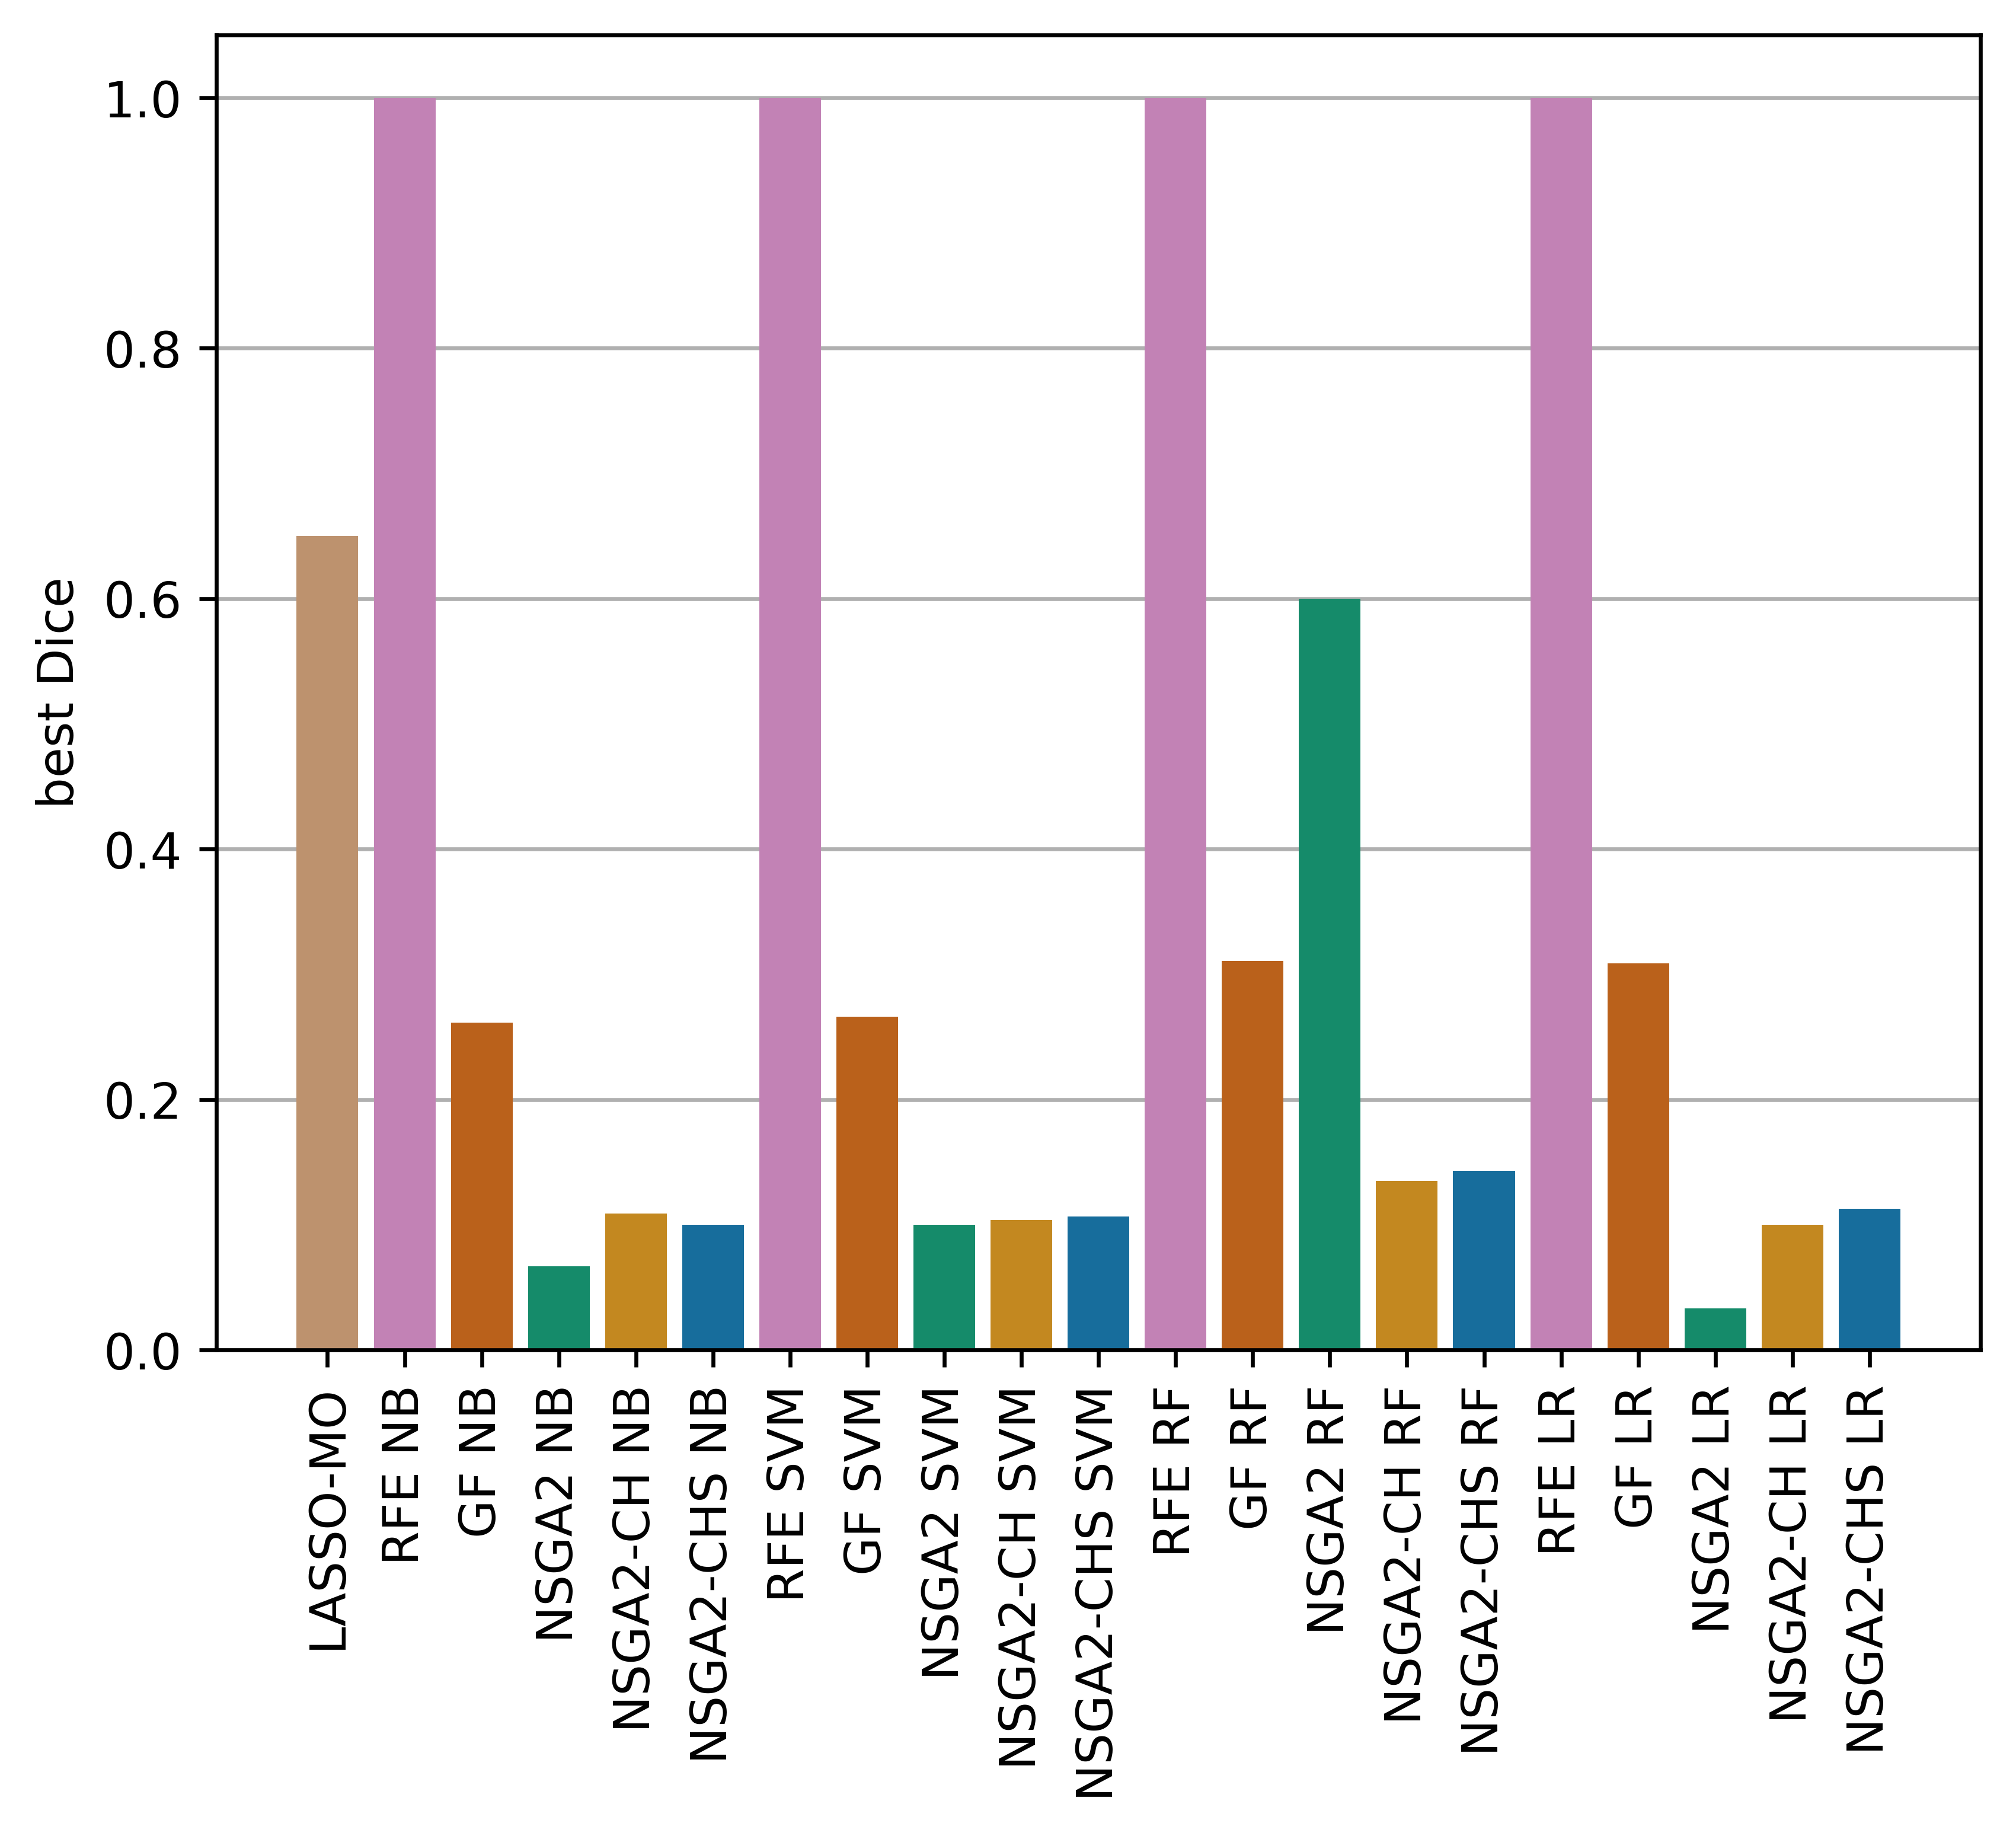 best Dice
1.0
0.8
0.6
0.4
0.2
0.0
LASSO-MO
RFE NB
GF NB
NSGA2 NB
NSGA2-CH NB
NSGA2-CHS NB
RFE SVM
GF SVM
NSGA2 SVM
NSGA2-CH SVM
NSGA2-CHS SVM
RFE RF
GF RF
NSGA2 RF
NSGA2-CH RF
NSGA2-CHS RF
RFE LR
GF LR
NSGA2 LR
NSGA2-CH LR
NSGA2-CHS LR